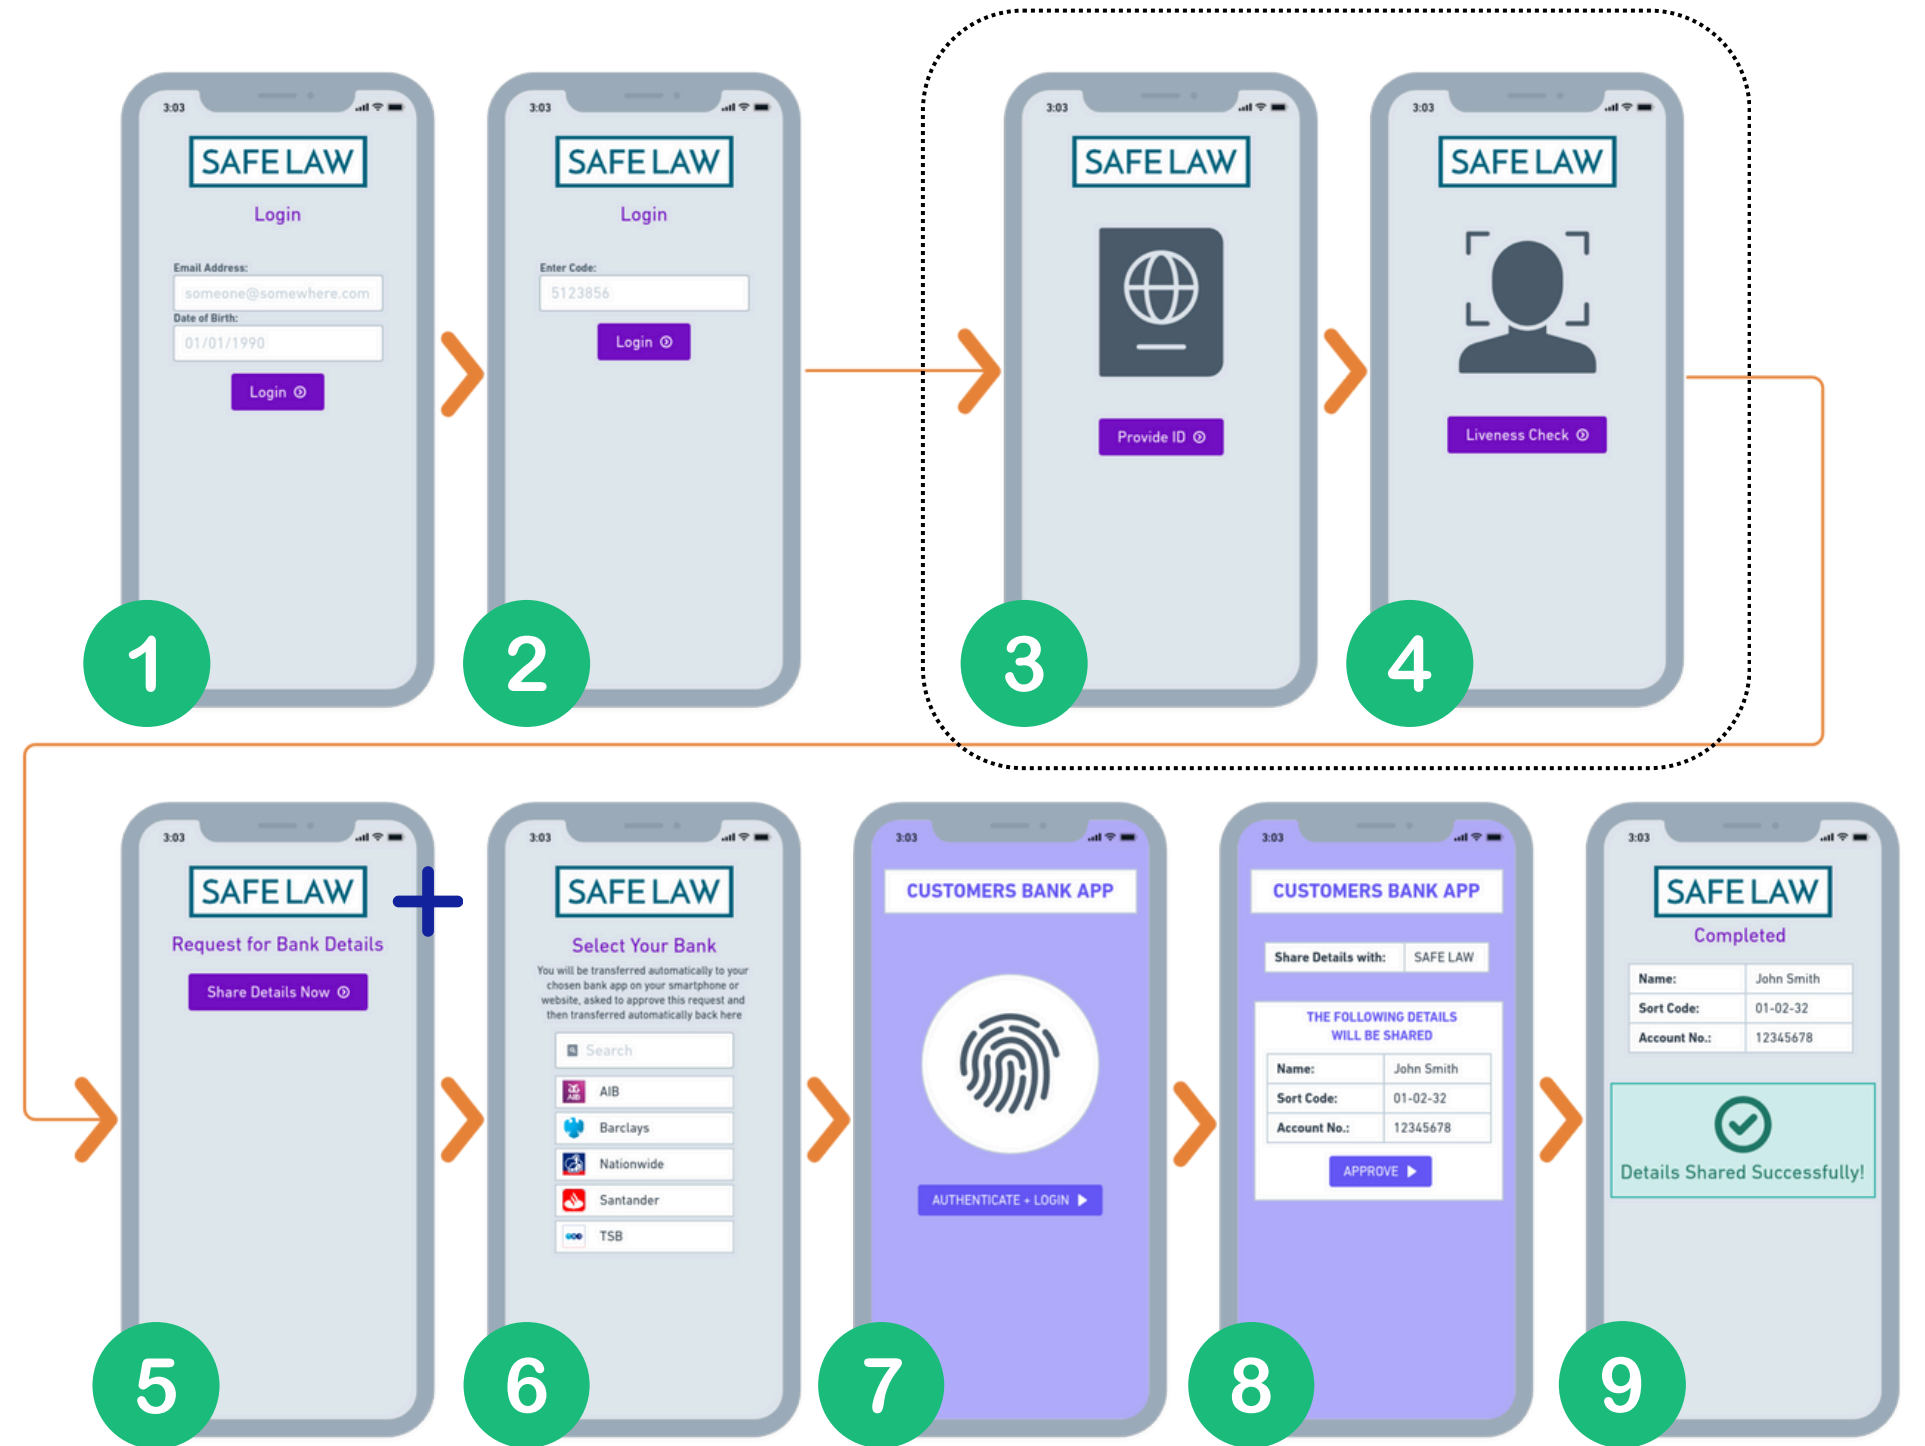 3:03
SAFE LAW
Login
Email Address:
someone@somewhere.com
Date of Birth:
01/01/1990
Login
1
3:03
SAFE LAW
Login
Enter Code:
5123856
Login
2
3:03
SAFE LAW
Provide ID
3
3:03
SAFE LAW
Liveness Check
4
3:03
SAFE LAW
Request for Bank Details
Share Details Now
5
3:03
SAFE LAW
Select Your Bank
You will be transferred automatically to your
chosen bank app on your smartphone or
website, asked to approve this request and
then transferred automatically back here
Search
AIB
AIB
Barclays
Nationwide
Santander
TSB
6
3:03
CUSTOMERS BANK APP
AUTHENTICATE + LOGIN
7
3:03
CUSTOMERS BANK APP
Share Details with: SAFE LAW
THE FOLLOWING DETAILS
WILL BE SHARED
Name: John Smith
Sort Code: 01-02-32
Account No.: 12345678
APPROVE
8
3:03
SAFE LAW
Completed
Name: John Smith
Sort Code: 01-02-32
Account No.: 12345678
Details Shared Successfully!
9